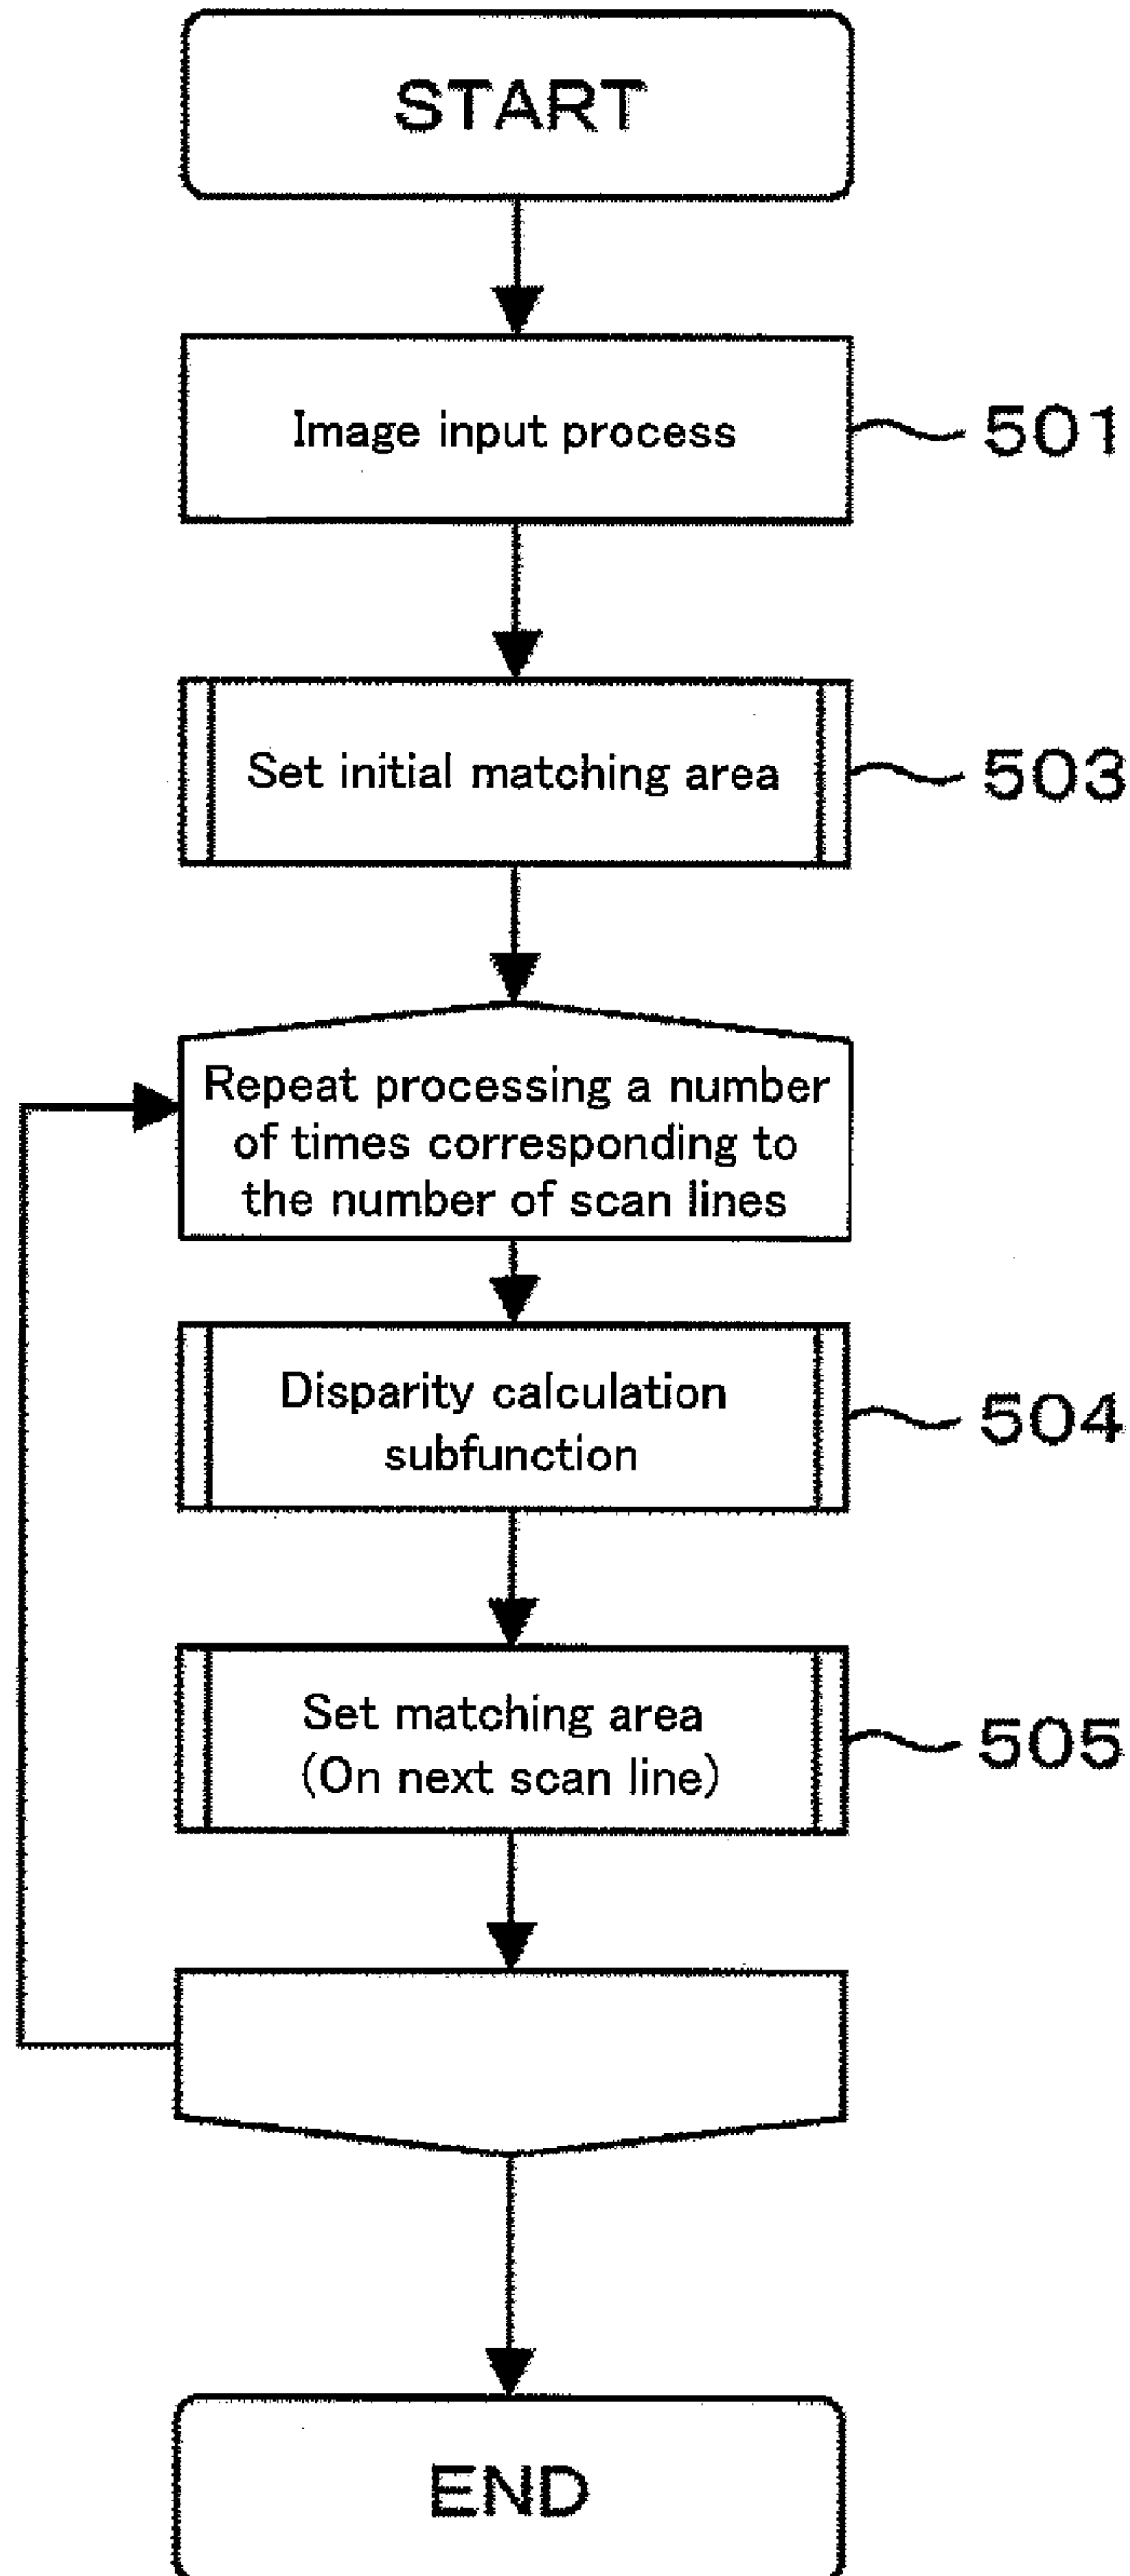 START
Image input process
501
Set initial matching area
503
Repeat processing a number
of times corresponding to
the number of scan lines
Disparity calculation
subfunction
504
Set matching area
(On next scan line)
505
END